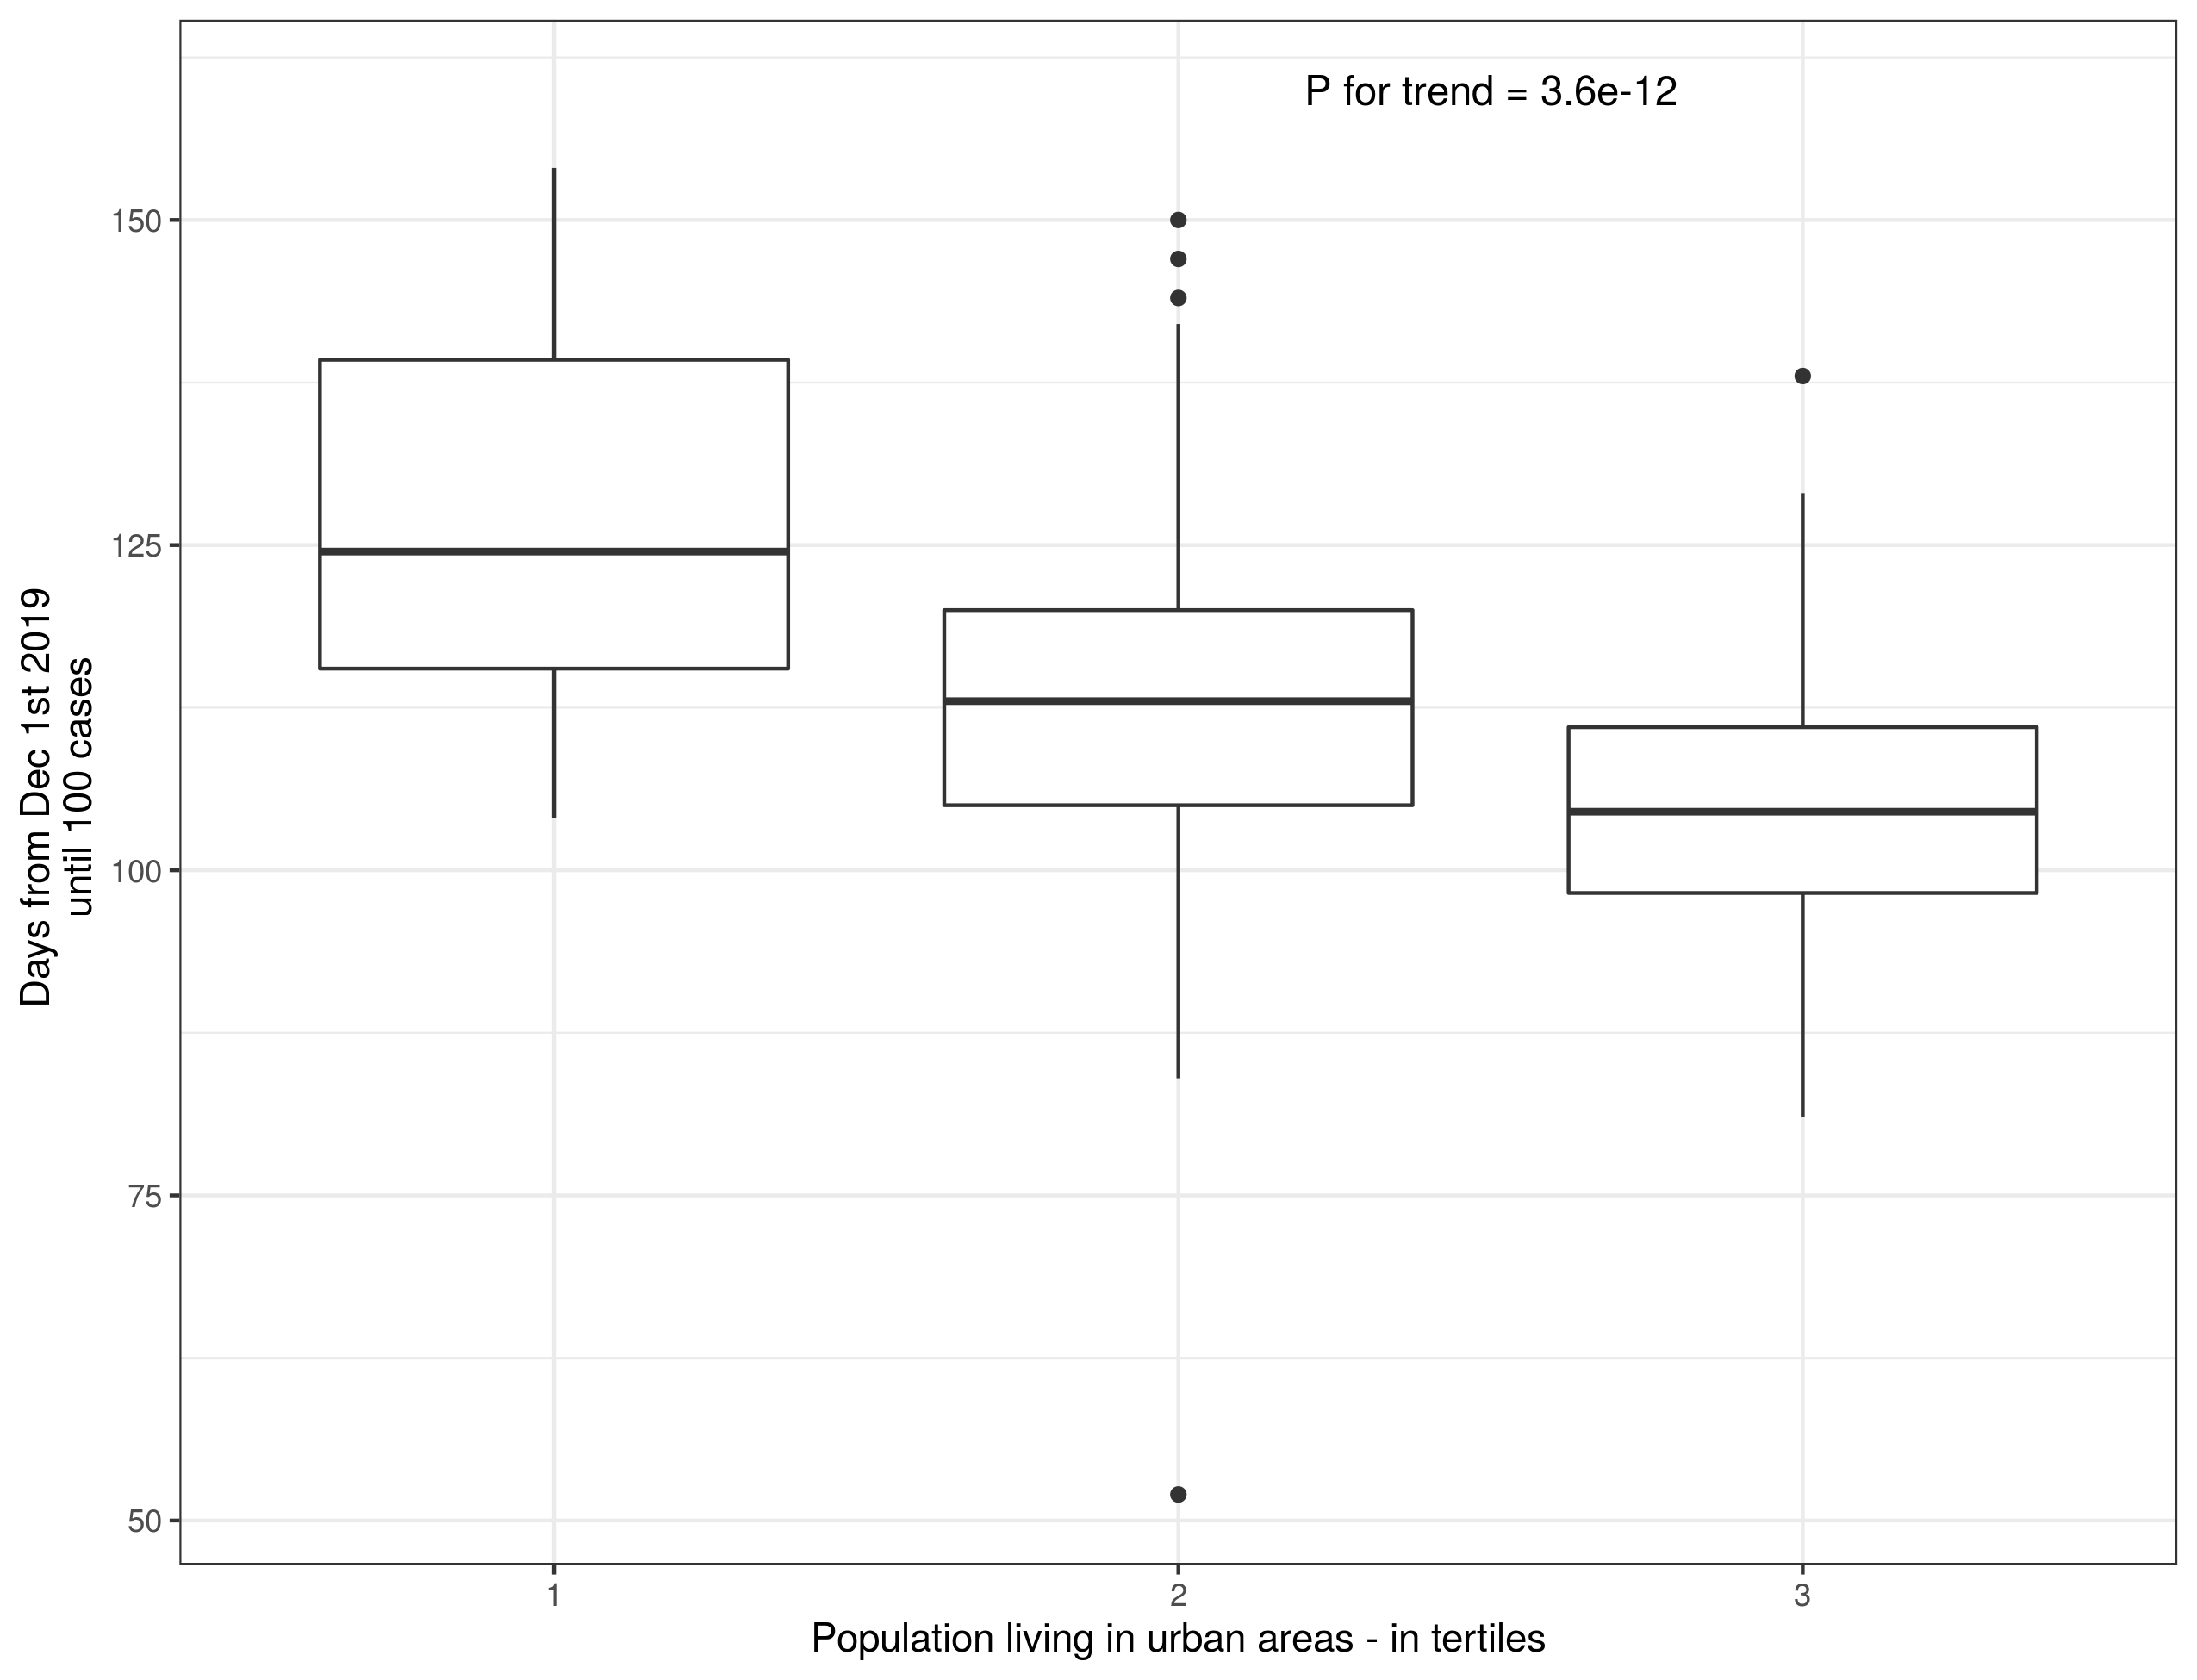 P for trend = 3.6e-12
150
125
100
75
50
Days from Dec 1st 2019
until 100 cases
1
2
3
Population living in urban areas - in tertiles